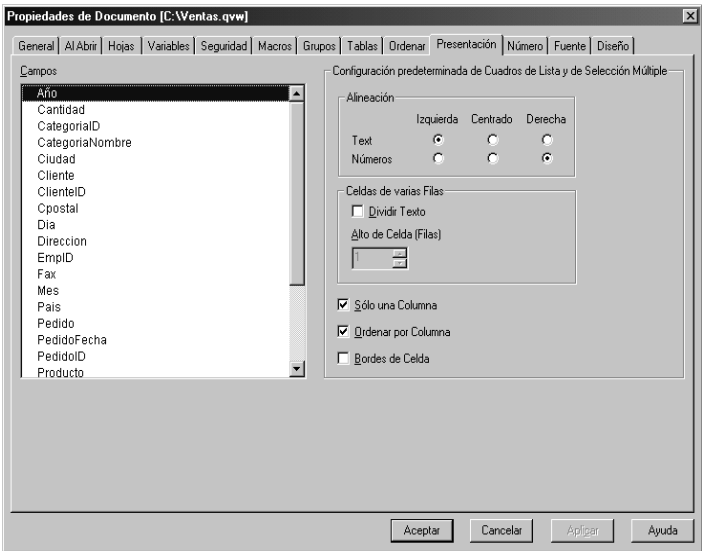 Propiedades de Documento [C:\Ventas.qvw]
General Al Abrir Hojas Variables Seguridad Macros Grupos Tablas Ordenar Presentación Número Fuente Diseño
Campos
Año
Cantidad
CategoriaID
CategoriaNombre
Ciudad
Cliente
ClienteID
Cpostal
Dia
Direccion
EmpID
Fax
Mes
Pais
Pedido
PedidoFecha
PedidoID
Producto
Configuración predeterminada de Cuadros de Lista y de Selección Múltiple
Alineación
Izquierda Centrado Derecha
Text
Números
Celdas de varias Filas
Dividir Texto
Alto de Celda (Filas)
1
Sólo una Columna
Ordenar por Columna
Bordes de Celda
Aceptar Cancelar Aplicar Ayuda